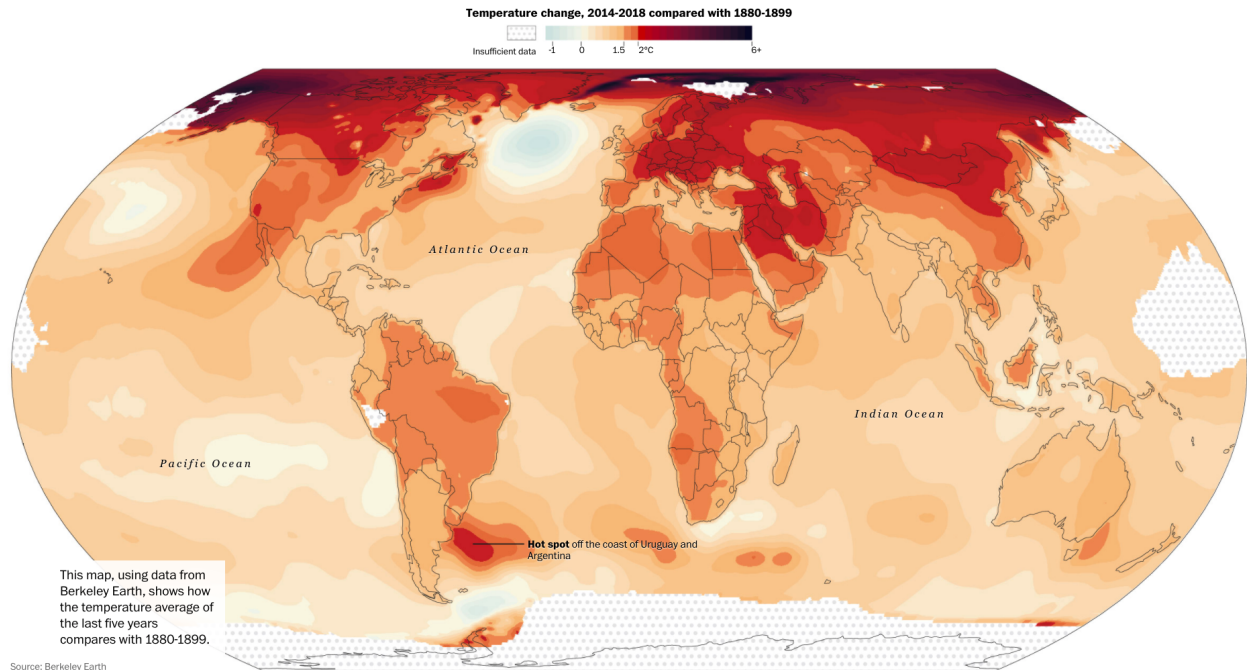 Temperature change, 2014-2018 compared with 1880-1899
Insufficient data
-1 0 1.5 2°C 6+
Atlantic Ocean
Indian Ocean
Pacific Ocean
Hot spot off the coast of Uruguay and
Argentina
This map, using data from
Berkeley Earth, shows how
the temperature average of
the last five years
compares with 1880-1899.
Source: Berkeley Earth